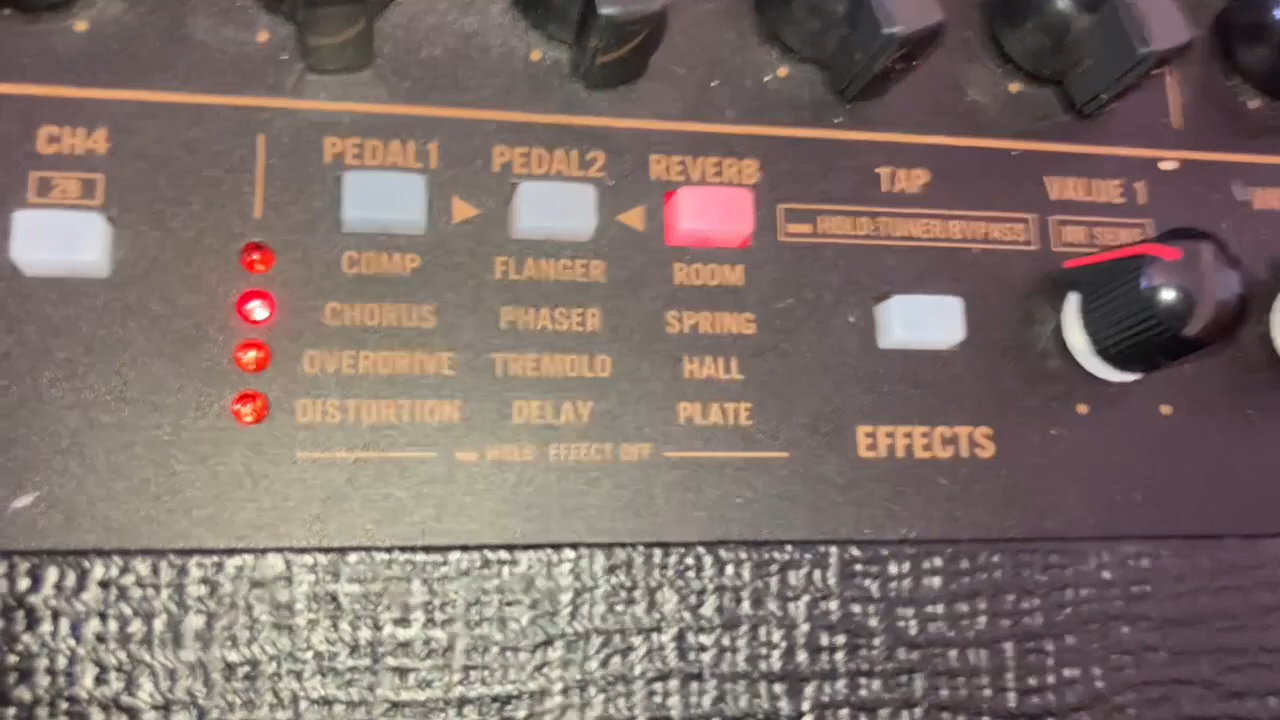 CH4
2B
PEDAL1
PEDAL2
REVERB
TAP
VALUE 1
HOLD:TUNER/BYPASS
COMP
FLANGER
ROOM
CHORUS
PHASER
SPRING
OVERDRIVE
TREMOLO
HALL
DISTORTION
DELAY
PLATE
HOLD EFFECT OFF
EFFECTS